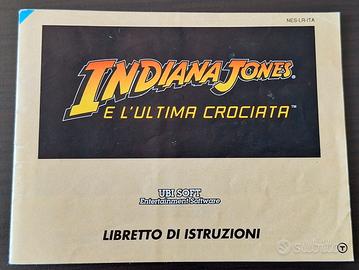 NES-LR-ITA
INDIANA JONES
E L'ULTIMA CROCIATA™
UBI SOFT
Entertainment Software
LIBRETTO DI ISTRUZIONI
T